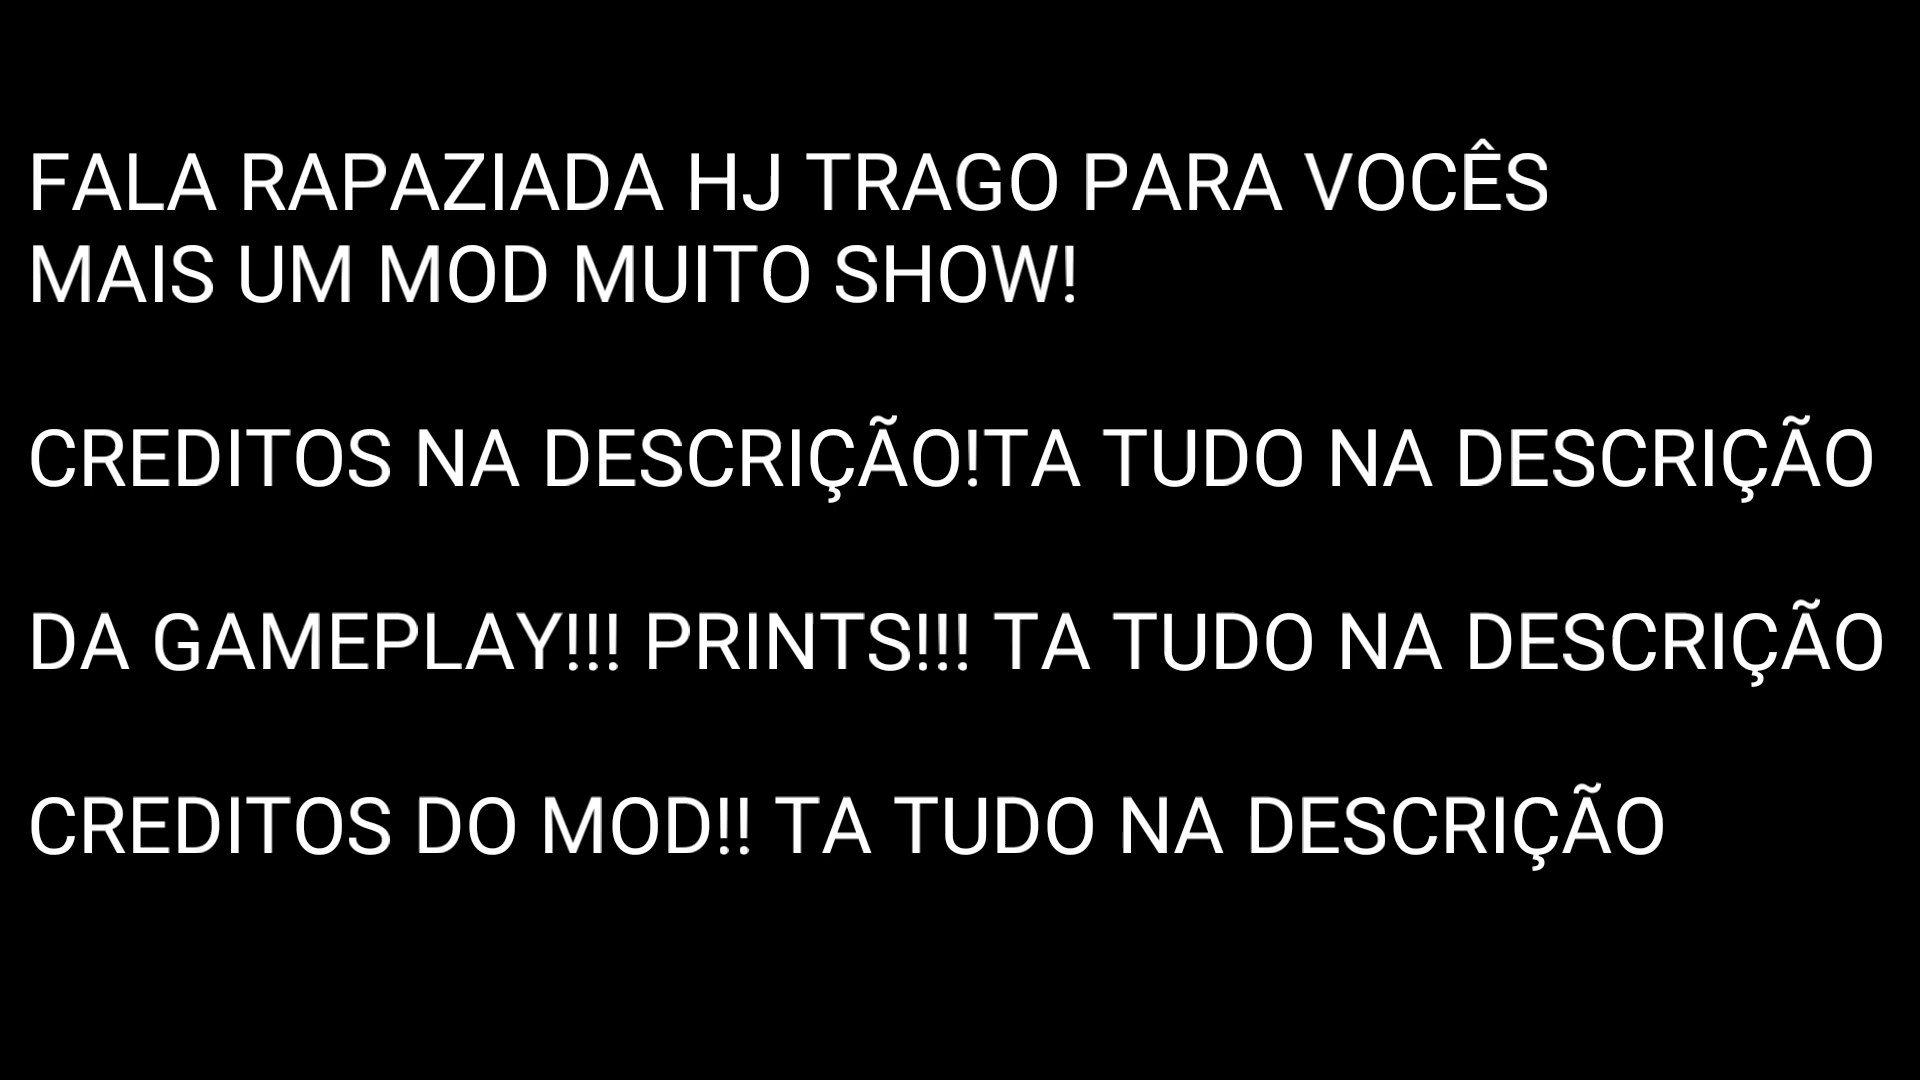 FALA RAPAZIADA HJ TRAGO PARA VOCÊS
MAIS UM MOD MUITO SHOW!
CREDITOS NA DESCRIÇÃO!TA TUDO NA DESCRIÇÃO
DA GAMEPLAY!!! PRINTS!!! TA TUDO NA DESCRIÇÃO
CREDITOS DO MOD!! TA TUDO NA DESCRIÇÃO